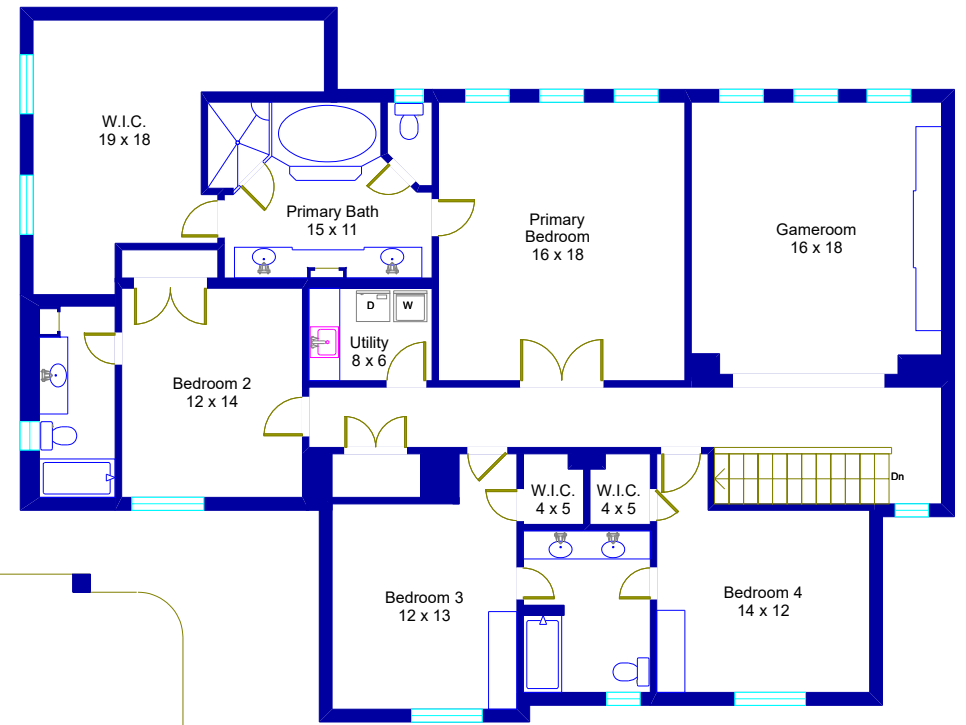 W.I.C.
19 x 18
Primary Bath
15 x 11
Primary
Bedroom
16 x 18
Gameroom
16 x 18
D
W
Utility
8 x 6
Bedroom 2
12 x 14
W.I.C.
4 x 5
W.I.C.
4 x 5
Dn
Bedroom 3
12 x 13
Bedroom 4
14 x 12